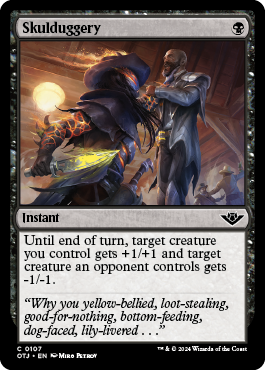 Skulduggery
Instant
Until end of turn, target creature
you control gets +1/+1 and target
creature an opponent controls gets
-1/-1.
“Why you yellow-bellied, loot-stealing,
good-for-nothing, bottom-feeding,
dog-faced, lily-livered . . .”
C 0107
OTJ • EN Miro Petrov
™ & © 2024 Wizards of the Coast